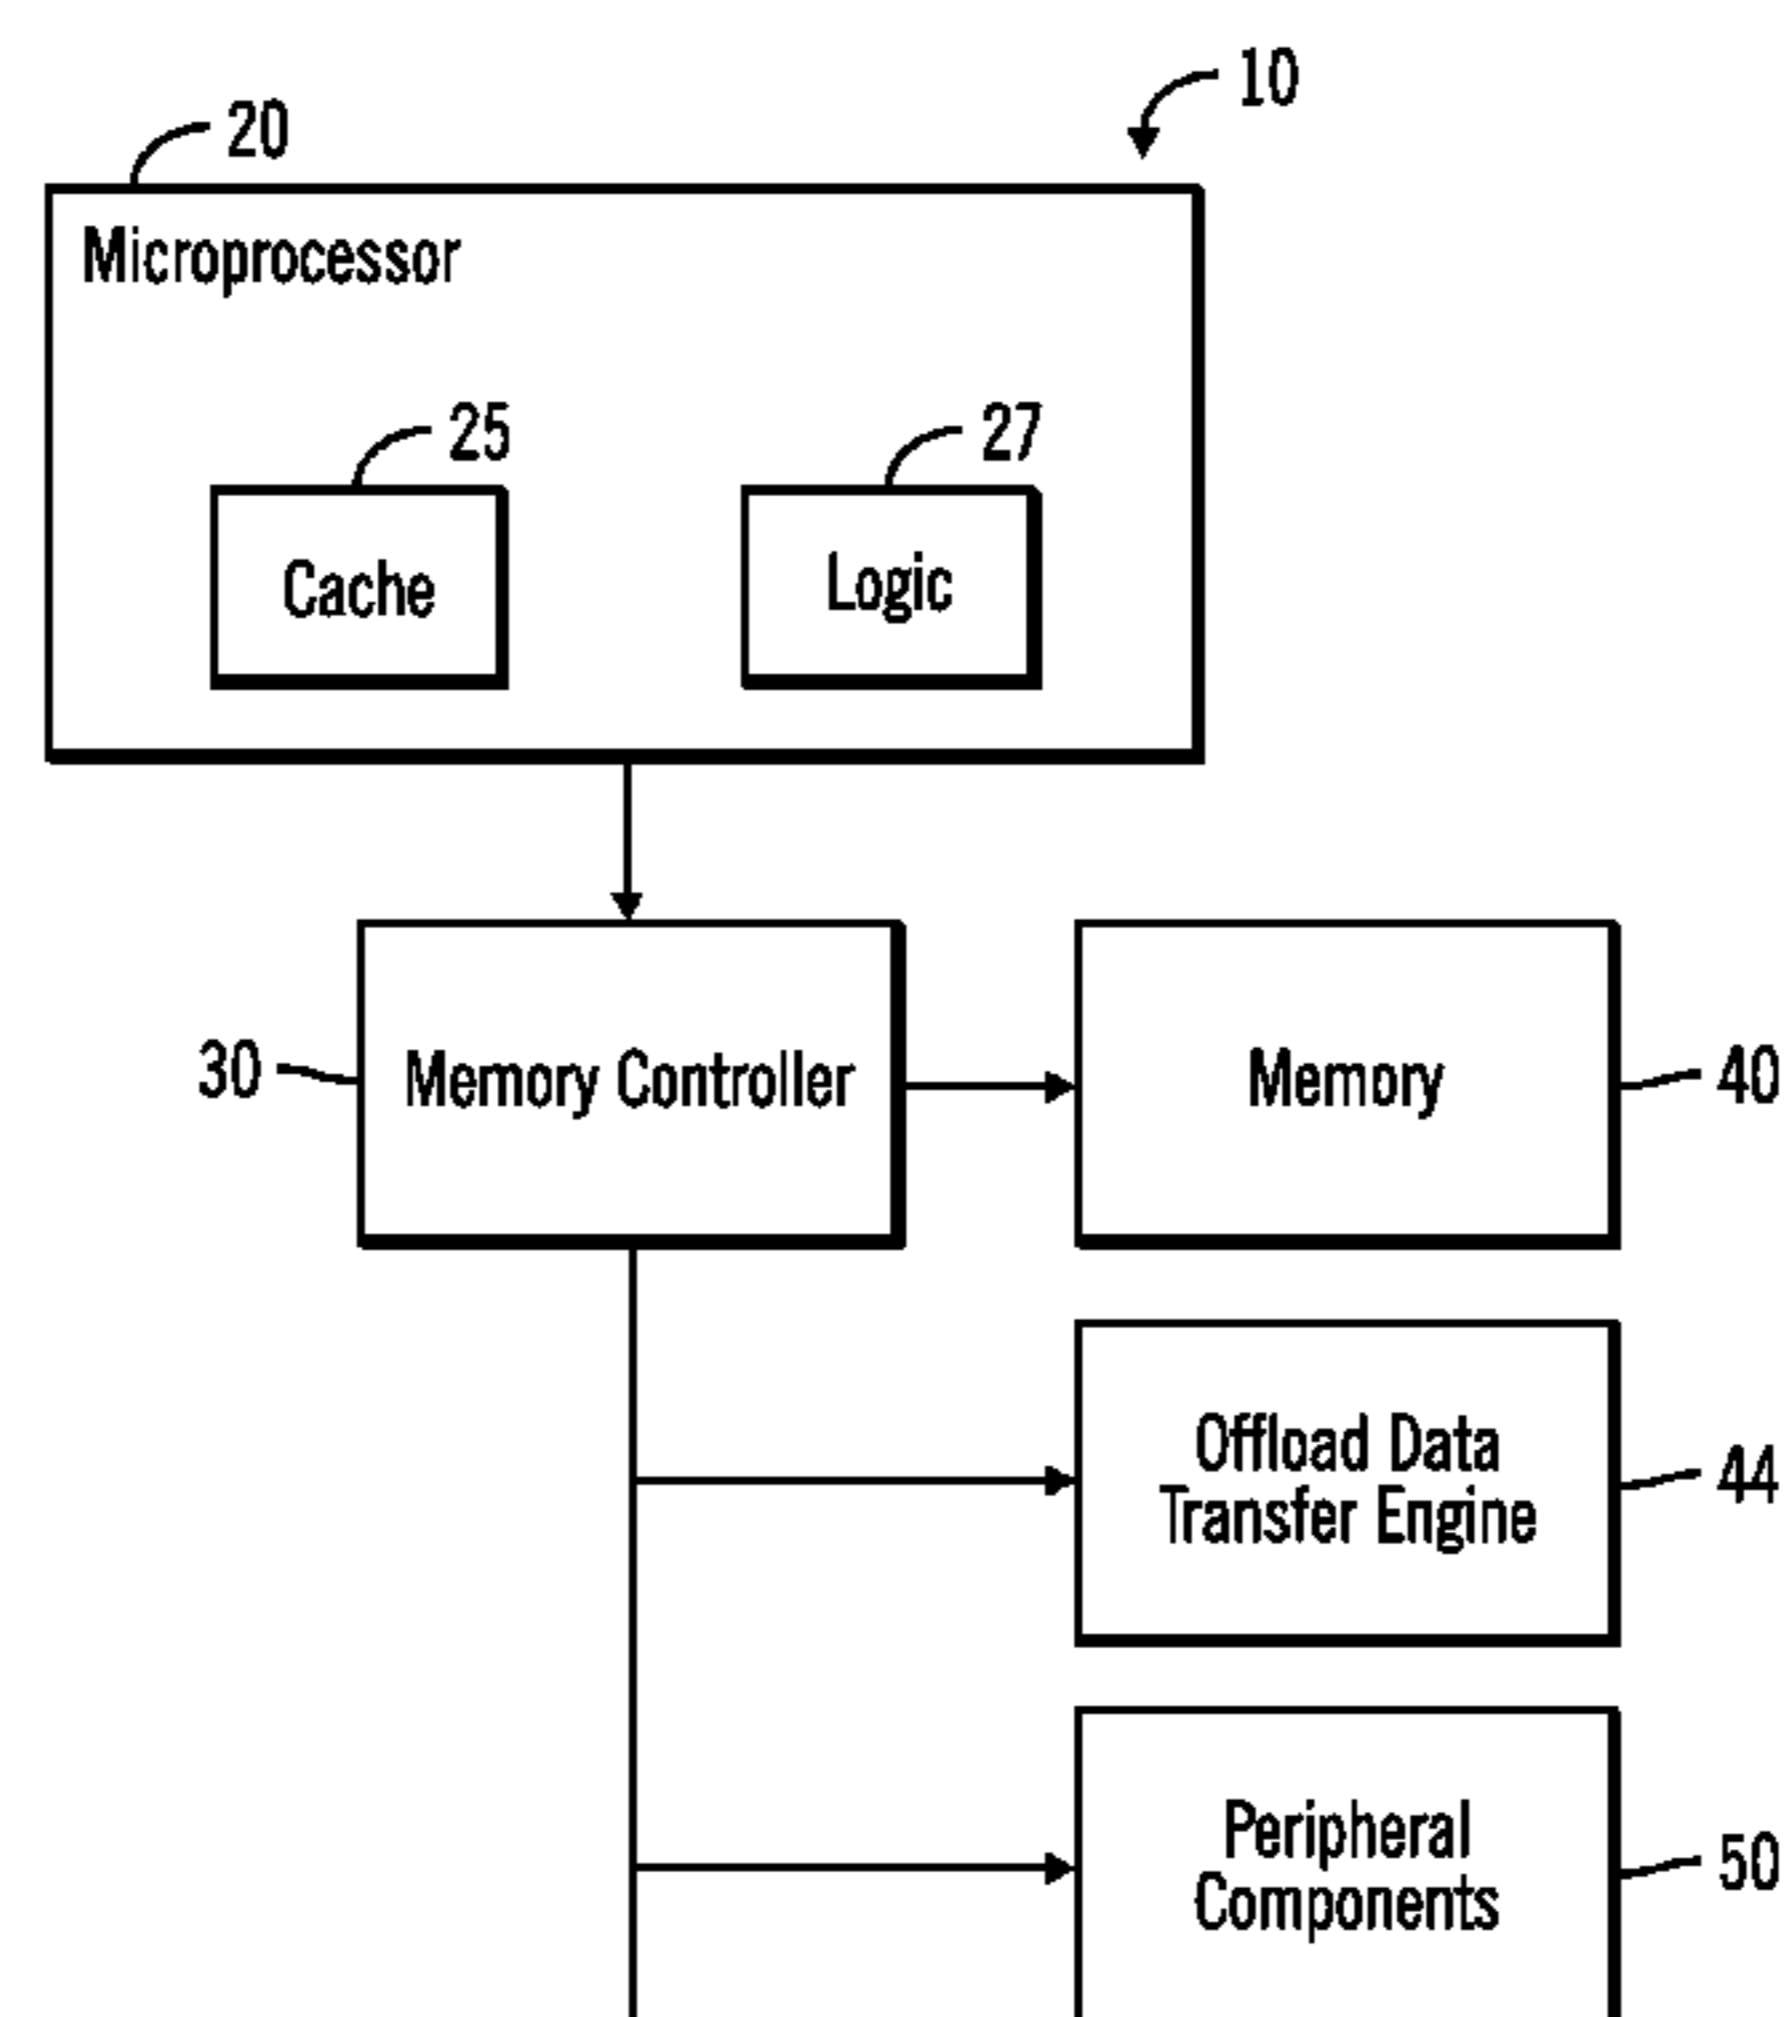 10
20
Microprocessor
25
27
Cache
Logic
30
Memory Controller
Memory
40
Offload Data
Transfer Engine
44
Peripheral
Components
50